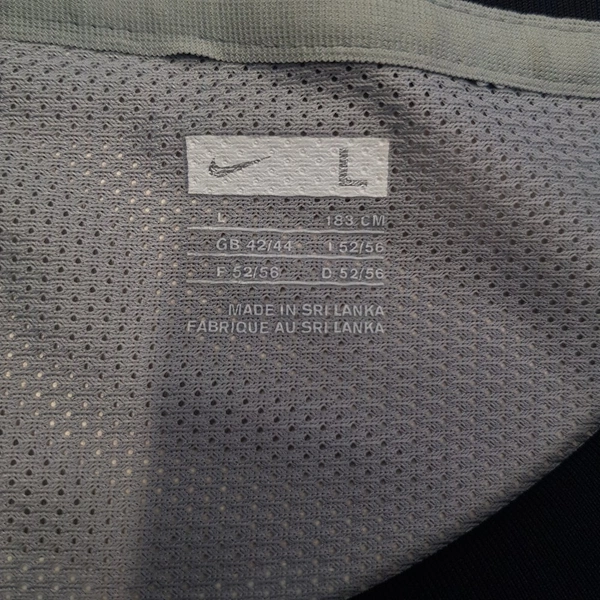 L
L 183 CM
GB 42/44 I 52/56
F 52/56 D 52/56
MADE IN SRI LANKA
FABRIQUE AU SRI LANKA